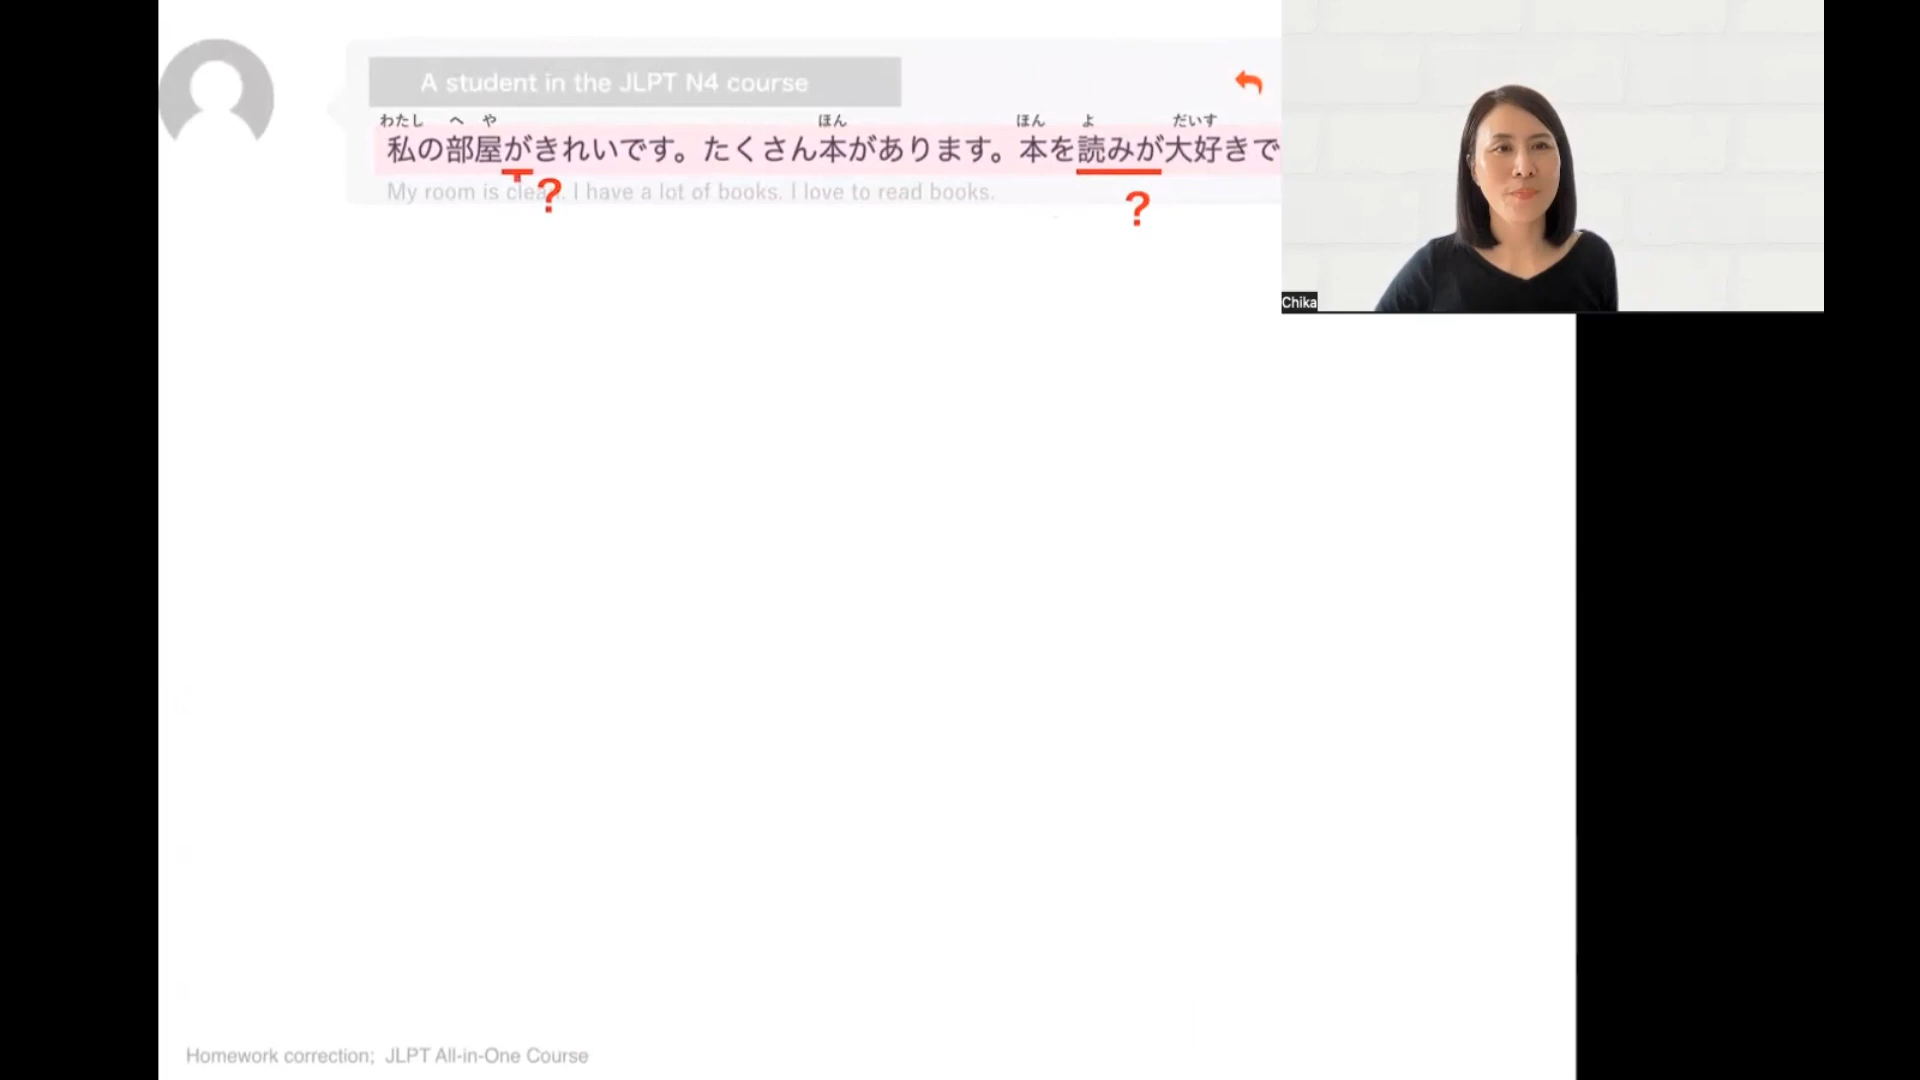 A student in the JLPT N4 course
わたし へ や ほん ほん よ だいす
私の部屋がきれいです。たくさん本があります。本を読みが大好きで
? ?
My room is clean. I have a lot of books. I love to read books.
Chika
Homework correction; JLPT All-in-One Course